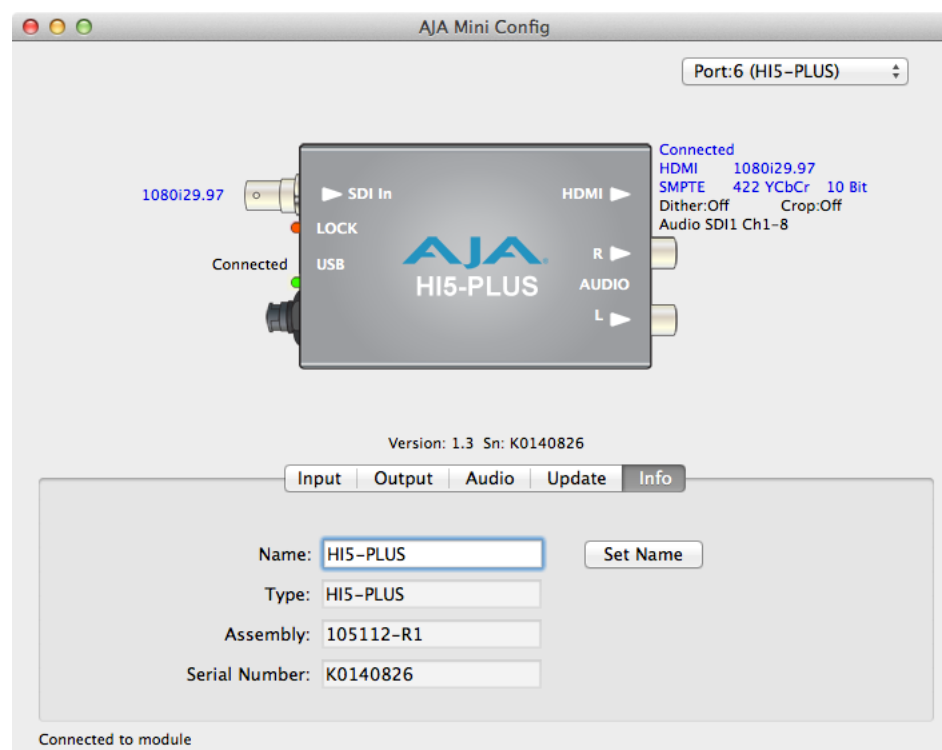 AJA Mini Config
Port:6 (HI5-PLUS)
Connected
HDMI 1080i29.97
SMPTE 422 YCbCr 10 Bit
Dither:Off Crop:Off
Audio SDI1 Ch1-8
1080i29.97
SDI In
HDMI
LOCK
Connected
USB
AJA
HI5-PLUS
R
AUDIO
L
Version: 1.3 Sn: K0140826
Input Output Audio Update Info
Name: HI5-PLUS Set Name
Type: HI5-PLUS
Assembly: 105112-R1
Serial Number: K0140826
Connected to module